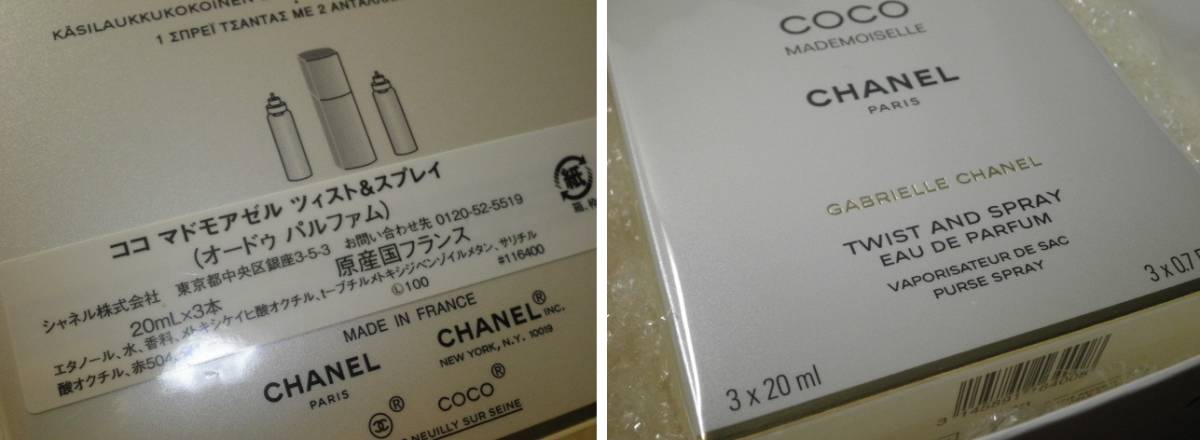 KÄSILAUKKUKOKOINEN
1 ΣΠΡΕΪ ΤΣΑΝΤΑΣ ΜΕ 2
ココ マドモアゼル ツィスト&スプレイ
(オードゥ パルファム)
紙
シャネル株式会社 東京都中央区銀座3-5-3 お問い合わせ先 0120-52-5519
20mL×3本 原産国フランス
エタノール、水、香料、メトキシケイヒ酸オクチル、t-ブチルメトキシジベンゾイルメタン、サリチル
酸オクチル、赤504、 Ⓛ100 #116400
MADE IN FRANCE
CHANEL
PARIS
CHANEL® INC.
NEW YORK, N.Y. 10019
®
COCO®
NEUILLY SUR SEINE
COCO
MADEMOISELLE
CHANEL
PARIS
GABRIELLE CHANEL
TWIST AND SPRAY
EAU DE PARFUM
VAPORISATEUR DE SAC
PURSE SPRAY
3 x 20 ml
3 x 0.7